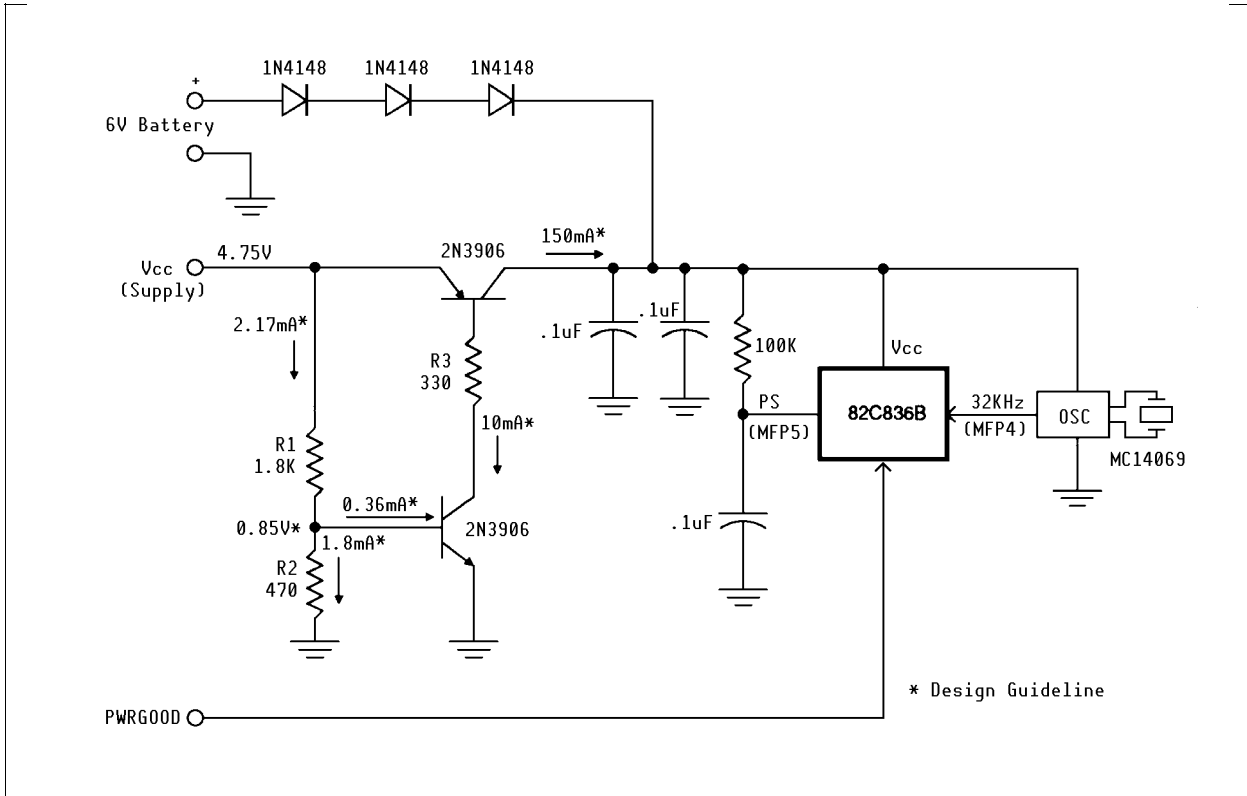 1N4148 1N4148 1N4148
+
6V Battery
4.75V
2N3906
150mA*
Vcc
(Supply)
2.17mA*
.1uF
.1uF
R3
330
100K
Vcc
10mA*
PS
(MFP5)
82C836B
32KHz
(MFP4)
OSC
MC14069
R1
1.8K
0.36mA*
0.85V*
2N3906
1.8mA*
R2
470
.1uF
* Design Guideline
PWRGOOD